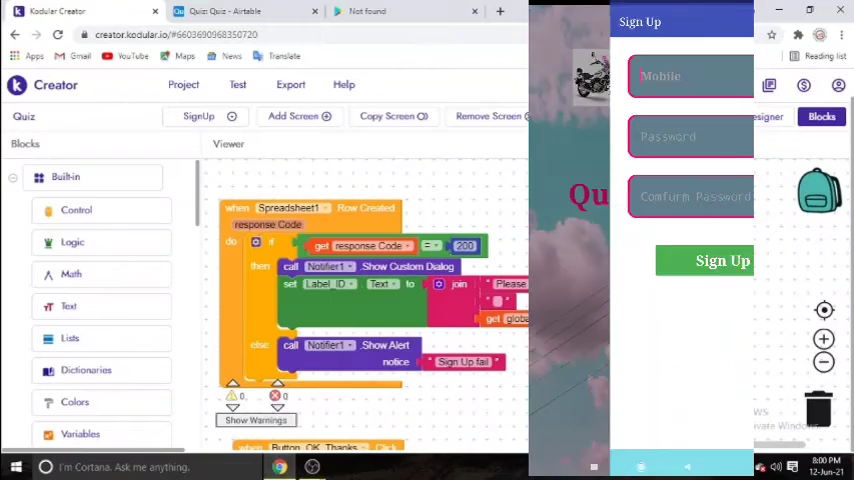 Kodular Creator
Quiz: Quiz - Airtable
Not found
creator.kodular.io/#6603690968350720
Apps
Gmail
YouTube
Maps
News
Translate
Reading list
Creator
Project
Test
Export
Help
Quiz
SignUp
Add Screen
Copy Screen
Remove Screen
esigner
Blocks
Blocks
Viewer
Built-in
Control
Logic
Math
Text
Lists
Dictionaries
Colors
Variables
when Spreadsheet1 .Row Created
response Code
do if get response Code = 200
then call Notifier1 .Show Custom Dialog
set Label_ID . Text to join " Please
get globa
else call Notifier1 .Show Alert
notice " Sign Up fail "
0
0
Show Warnings
when Button_OK_Thanks .Click
Qu
Sign Up
Mobile
Password
Comfurm Password
Sign Up
ivate Windows
I'm Cortana. Ask me anything.
8:00 PM
12-Jun-21